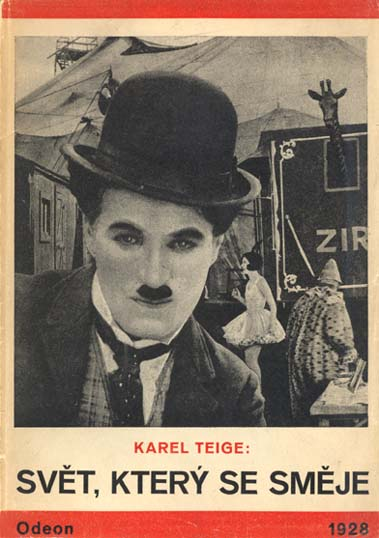 ZIR
KAREL TEIGE:
SVĚT, KTERÝ SE SMĚJE
Odeon 1928